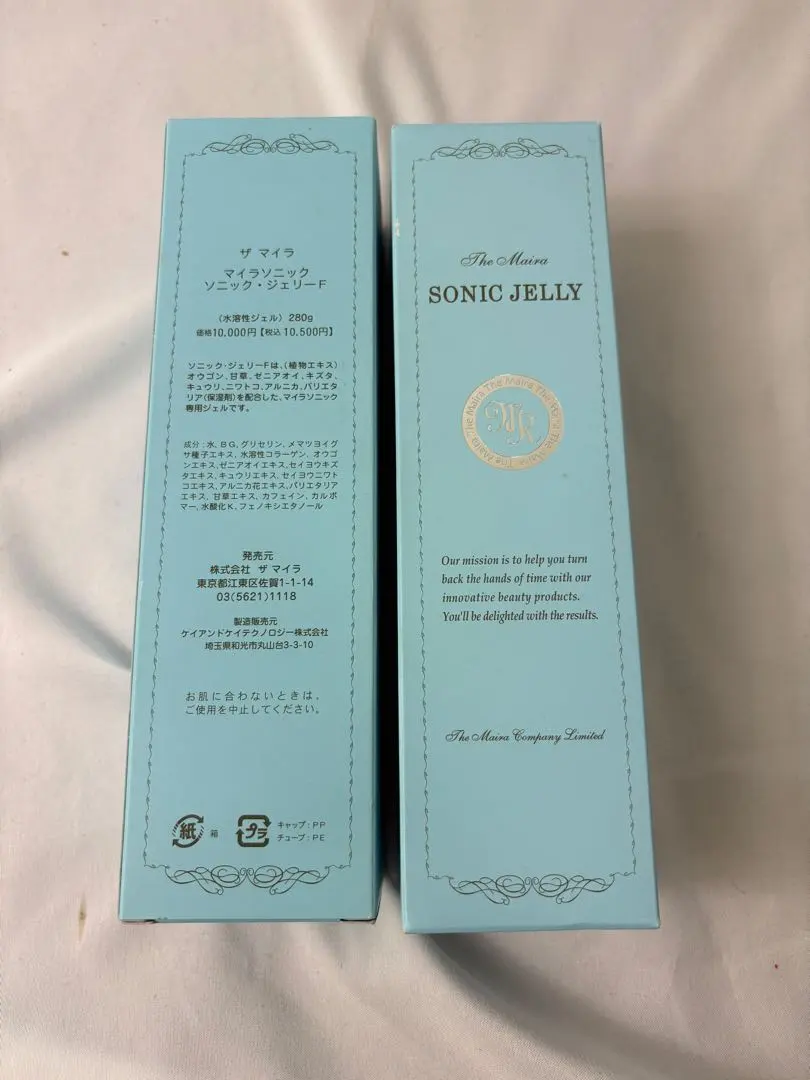 ザ マイラ
マイラソニック
ソニック・ジェリーF
(水溶性ジェル) 280g
価格10.000円【税込10.500円】
ソニック・ジェリーFは、(植物エキス)
オウゴン、甘草、ゼニアオイ、キズタ、
キュウリ、ニワトコ、アルニカ、パリエタ
リア(保湿剤)を配合した、マイラソニック
専用ジェルです。
成分:水、BG、グリセリン、メマツヨイグ
サ種子エキス、水溶性コラーゲン、オウゴ
ンエキス、ゼニアオイエキス、セイヨウキズ
タエキス、キュウリエキス、セイヨウニワト
コエキス、アルニカ花エキス、パリエタリア
エキス、甘草エキス、カフェイン、カルボ
マー、水酸化K、フェノキシエタノール
発売元
株式会社 ザ マイラ
東京都江東区佐賀1-1-14
03(5621)1118
製造販売元
ケイアンドケイテクノロジー株式会社
埼玉県和光市丸山台3-3-10
お肌に合わないときは、
ご使用を中止してください。
紙 箱
プラ キャップ:PP
チューブ:PE
The Maira
SONIC JELLY
The Maira The Maira The Maira The Maira The Maira
M
Our mission is to help you turn
back the hands of time with our
innovative beauty products.
You'll be delighted with the results.
The Maira Company Limited